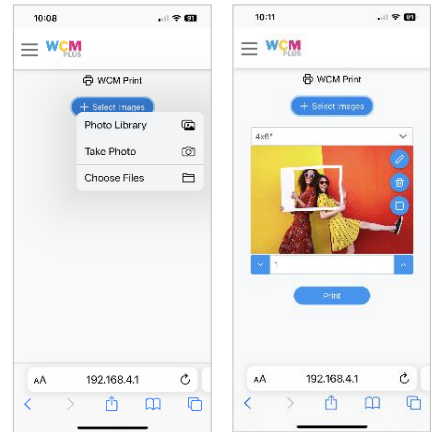 10:08
WCM
PLUS
WCM Print
+ Select Images
Photo Library
Take Photo
Choose Files
AA 192.168.4.1
10:11
WCM
PLUS
WCM Print
+ Select Images
4x6"
1
Print
AA 192.168.4.1